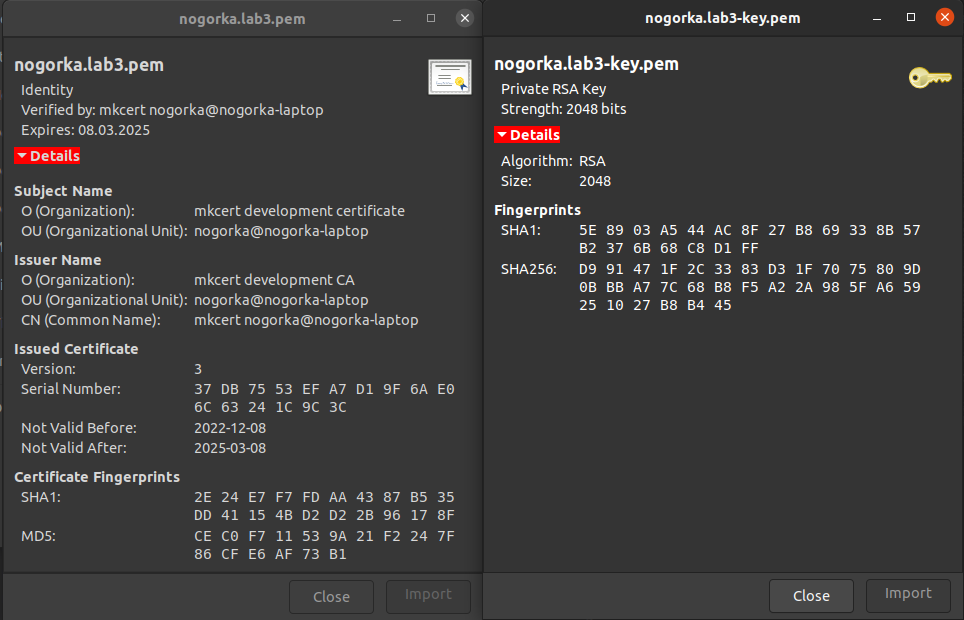 nogorka.lab3.pem
nogorka.lab3.pem
Identity
Verified by: mkcert nogorka@nogorka-laptop
Expires: 08.03.2025
Details
Subject Name
O (Organization): mkcert development certificate
OU (Organizational Unit): nogorka@nogorka-laptop
Issuer Name
O (Organization): mkcert development CA
OU (Organizational Unit): nogorka@nogorka-laptop
CN (Common Name): mkcert nogorka@nogorka-laptop
Issued Certificate
Version: 3
Serial Number: 37 DB 75 53 EF A7 D1 9F 6A E0
6C 63 24 1C 9C 3C
Not Valid Before: 2022-12-08
Not Valid After: 2025-03-08
Certificate Fingerprints
SHA1: 2E 24 E7 F7 FD AA 43 87 B5 35
DD 41 15 4B D2 D2 2B 96 17 8F
MD5: CE C0 F7 11 53 9A 21 F2 24 7F
86 CF E6 AF 73 B1
Close Import
nogorka.lab3-key.pem
nogorka.lab3-key.pem
Private RSA Key
Strength: 2048 bits
Details
Algorithm: RSA
Size: 2048
Fingerprints
SHA1: 5E 89 03 A5 44 AC 8F 27 B8 69 33 8B 57
B2 37 6B 68 C8 D1 FF
SHA256: D9 91 47 1F 2C 33 83 D3 1F 70 75 80 9D
0B BB A7 7C 68 B8 F5 A2 2A 98 5F A6 59
25 10 27 B8 B4 45
Close Import